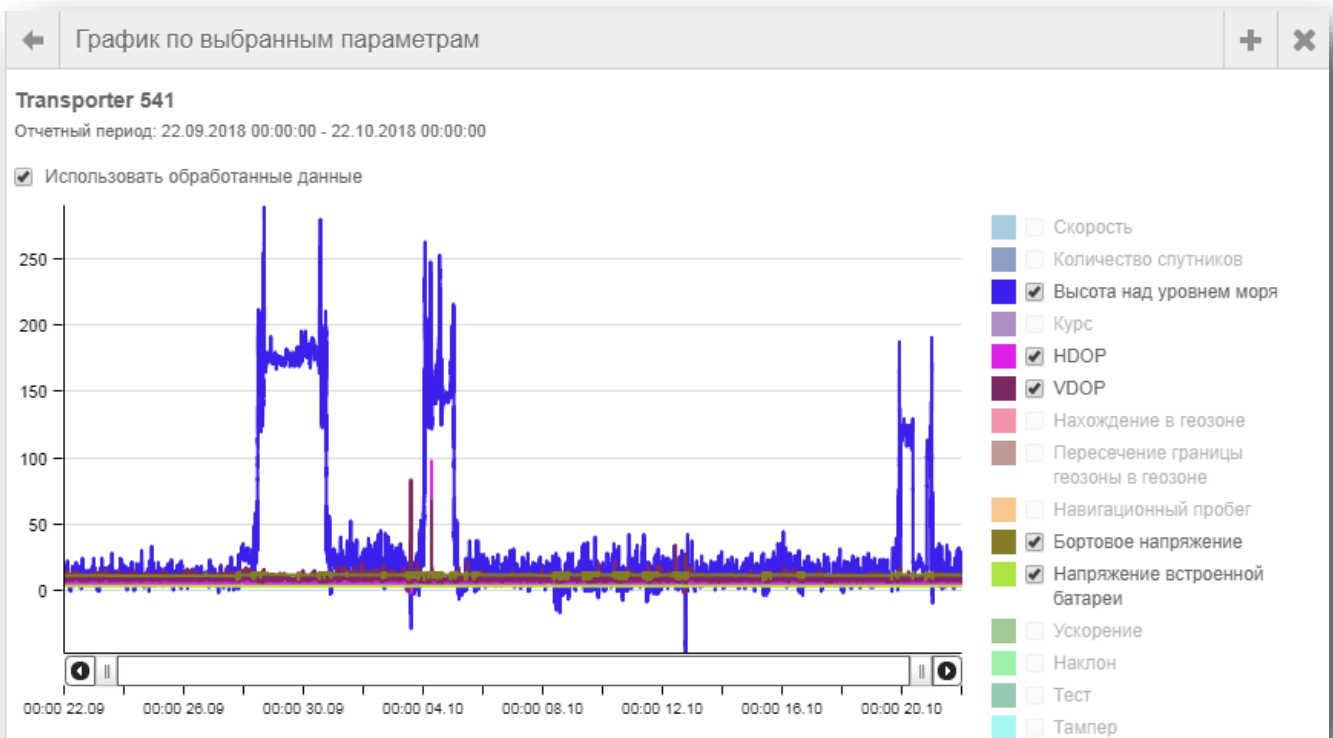 График по выбранным параметрам
Transporter 541
Отчетный период: 22.09.2018 00:00:00 - 22.10.2018 00:00:00
Использовать обработанные данные
250
200
150
100
50
0
00:00 22.09 00:00 26.09 00:00 30.09 00:00 04.10 00:00 08.10 00:00 12.10 00:00 16.10 00:00 20.10
Скорость
Количество спутников
Высота над уровнем моря
Курс
HDOP
VDOP
Нахождение в геозоне
Пересечение границы
геозоны в геозоне
Навигационный пробег
Бортовое напряжение
Напряжение встроенной
батареи
Ускорение
Наклон
Тест
Тампер